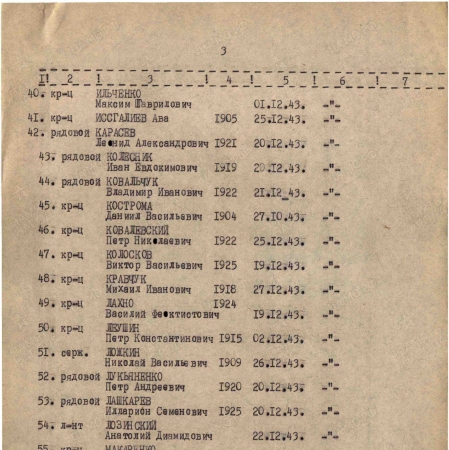 3
1! 2 ! 3 ! 4 ! 5 ! 6 ! 7
40. кр-ц ИЛЬЧЕНКО
Максим Гаврилович 01.12.43. -"-
41. кр-ц ИССГАЛИЕВ Ава 1905 25.12.43. -"-
42. рядовой КАРАСЕВ
Леонид Александрович 1921 20.12.43. -"-
43. рядовой КОЛЕСНИК
Иван Евдокимович 1919 20.12.43. -"-
44. рядовой КОВАЛЬЧУК
Владимир Иванович 1922 21.12.43. -"-
45. кр-ц КОСТРОМА
Даниил Васильевич 1904 27.10.43. -"-
46. кр-ц КОВАЛЕВСКИЙ
Петр Николаевич 1922 25.12.43. -"-
47. кр-ц КОЛОСКОВ
Виктор Васильевич 1925 19.12.43. -"-
48. кр-ц КРАВЧУК
Михаил Иванович 1918 27.12.43. -"-
49. кр-ц ЛАХНО 1924
Василий Феоктистович 19.12.43. -"-
50. кр-ц ЛЕУШИН
Петр Константинович 1915 02.12.43. -"-
51. серж. ЛОЖКИН
Николай Васильевич 1909 26.12.43. -"-
52. рядовой ЛУКЬЯНЕНКО
Петр Андреевич 1920 20.12.43. -"-
53. рядовой ЛАШКАРЕВ
Илларион Семенович 1925 20.12.43. -"-
54. л-нт ЛОЗИНСКИЙ
Анатолий Диамидович 22.12.43. -"-
55. кр-ц МАКАРЕНКО